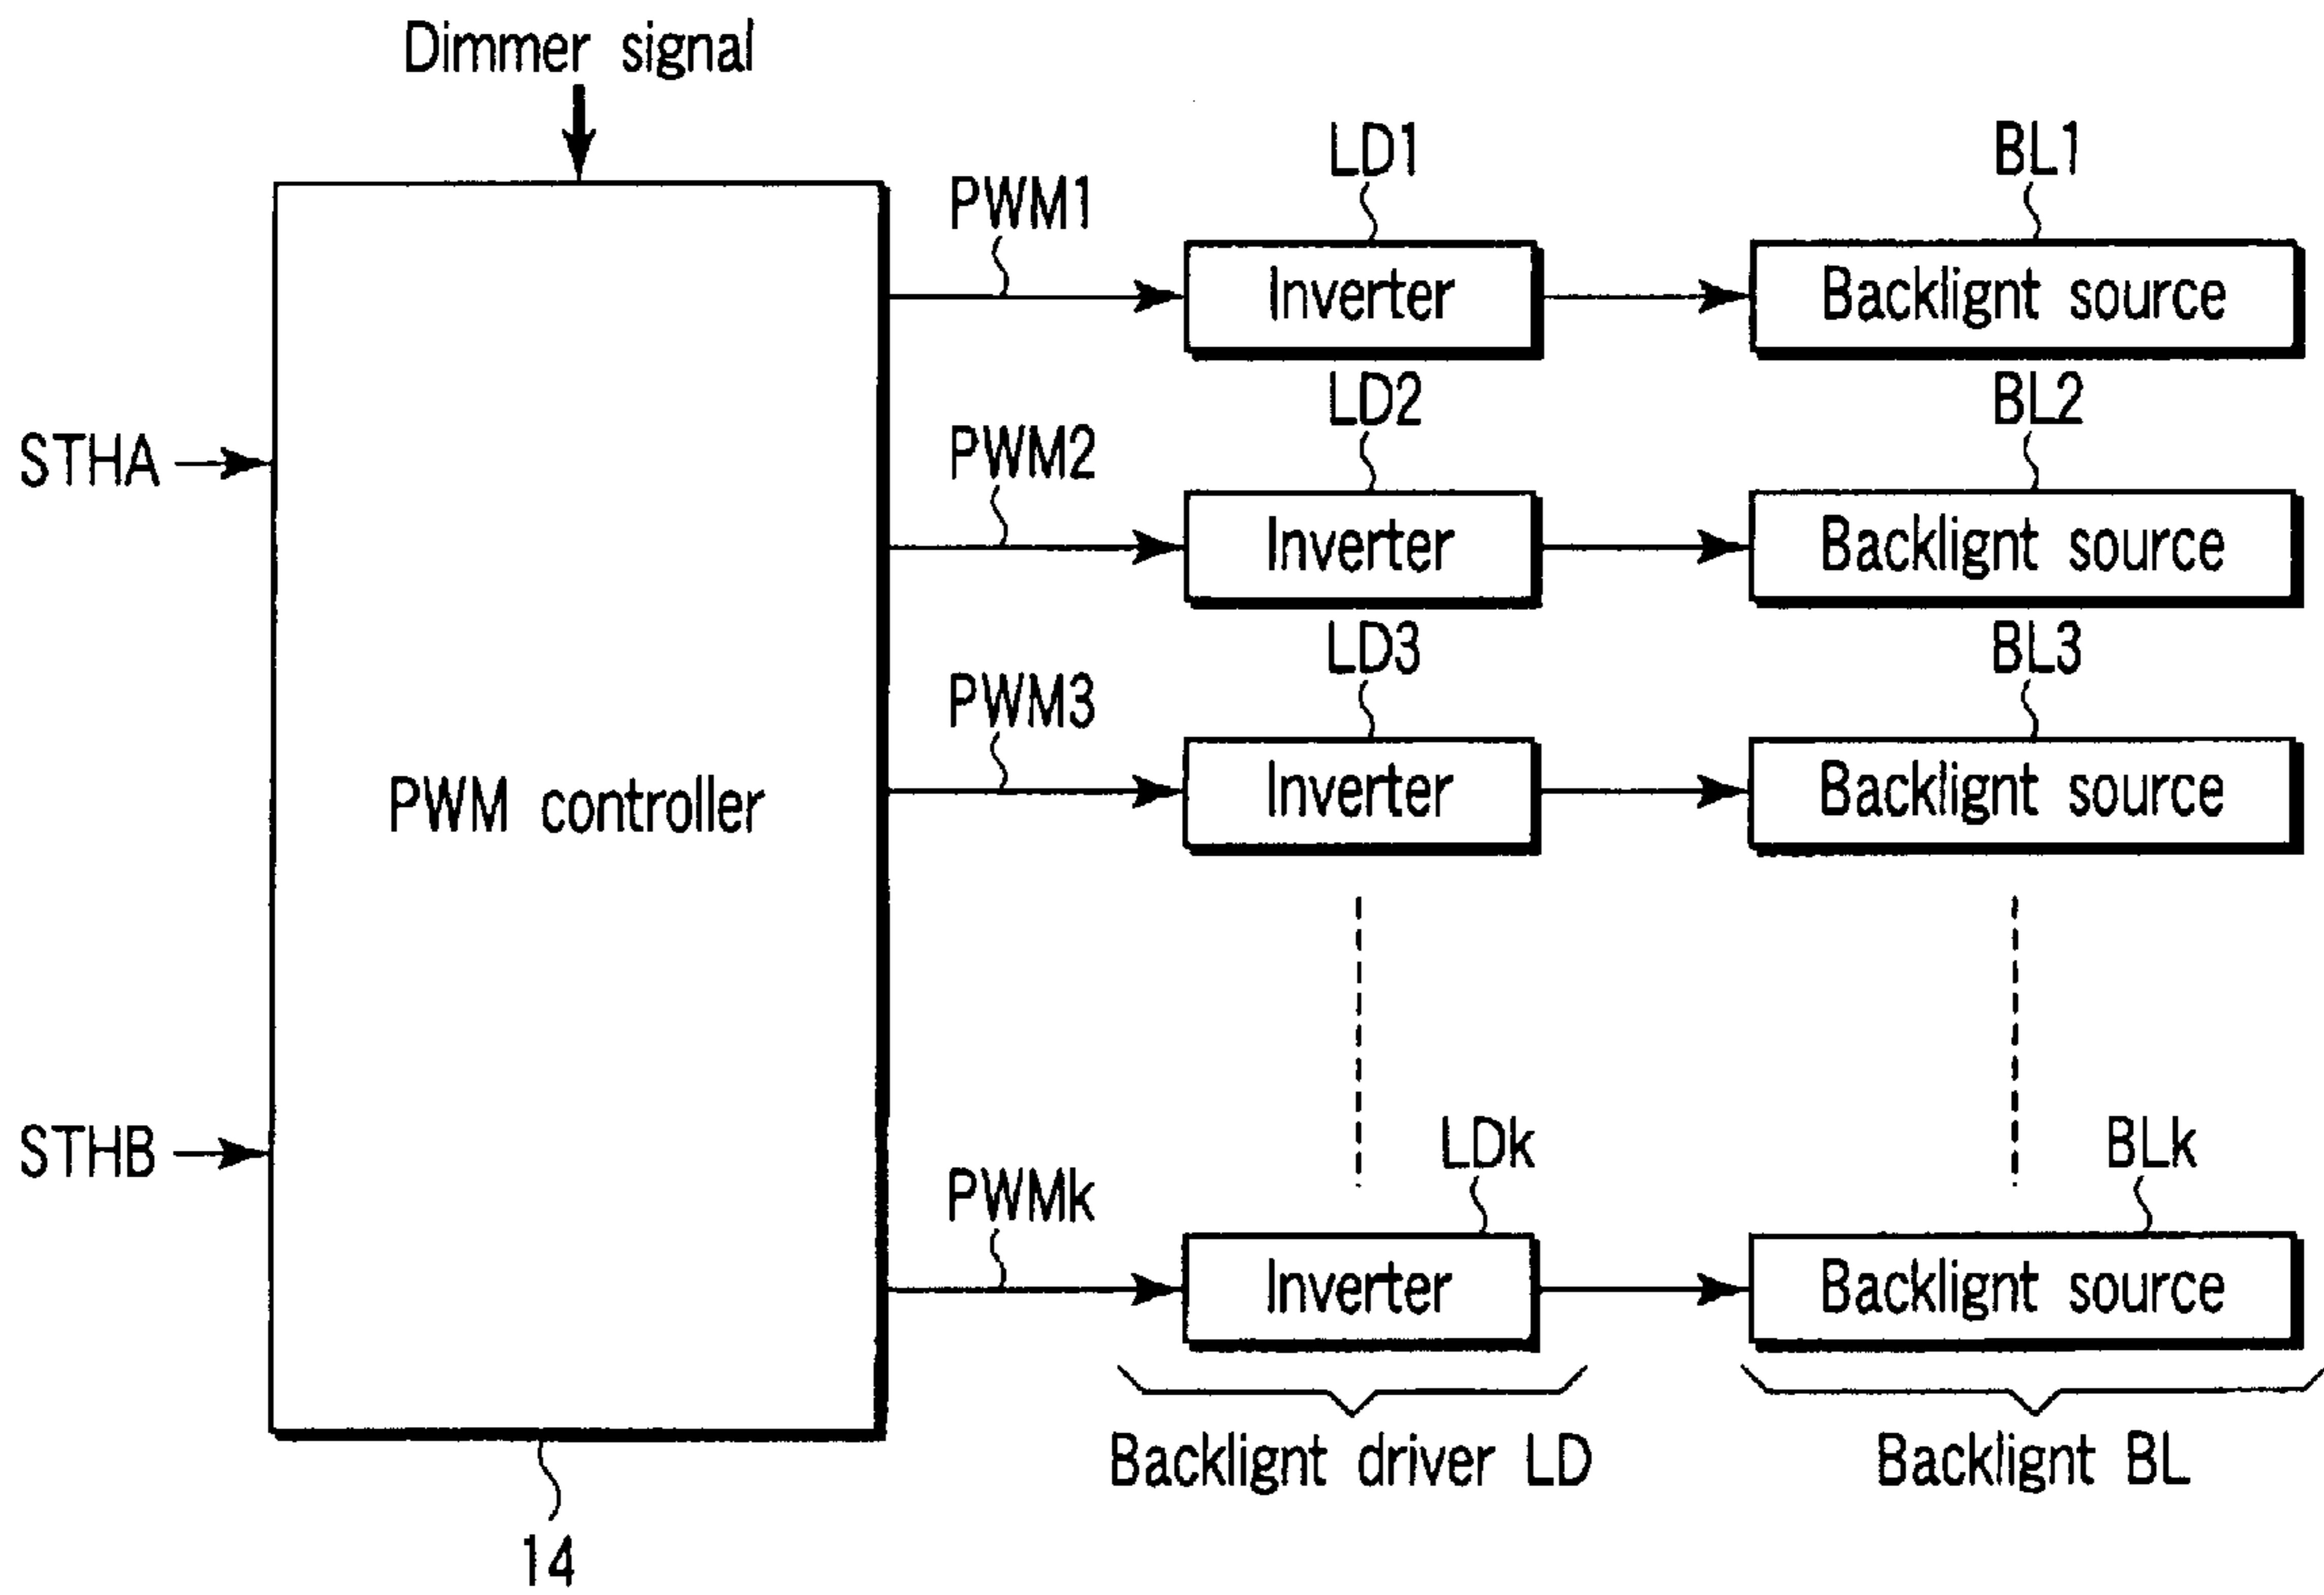 Dimmer signal
LD1
BL1
PWM1
Inverter
Backlignt source
LD2
BL2
STHA
PWM2
Inverter
Backlignt source
LD3
BL3
PWM3
Inverter
Backlignt source
PWM controller
LDk
BLk
STHB
PWMk
Inverter
Backlignt source
Backlignt driver LD
Backlignt BL
14